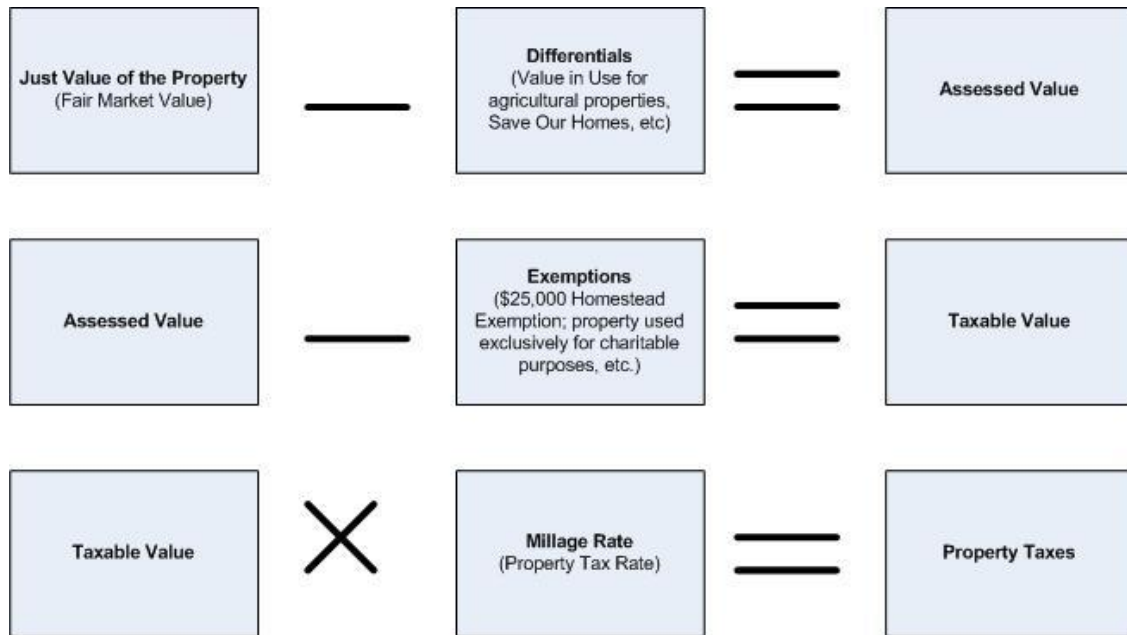 Just Value of the Property
(Fair Market Value)
Differentials
(Value in Use for
agricultural properties,
Save Our Homes, etc)
Assessed Value
Assessed Value
Exemptions
($25,000 Homestead
Exemption; property used
exclusively for charitable
purposes, etc.)
Taxable Value
Taxable Value
Millage Rate
(Property Tax Rate)
Property Taxes